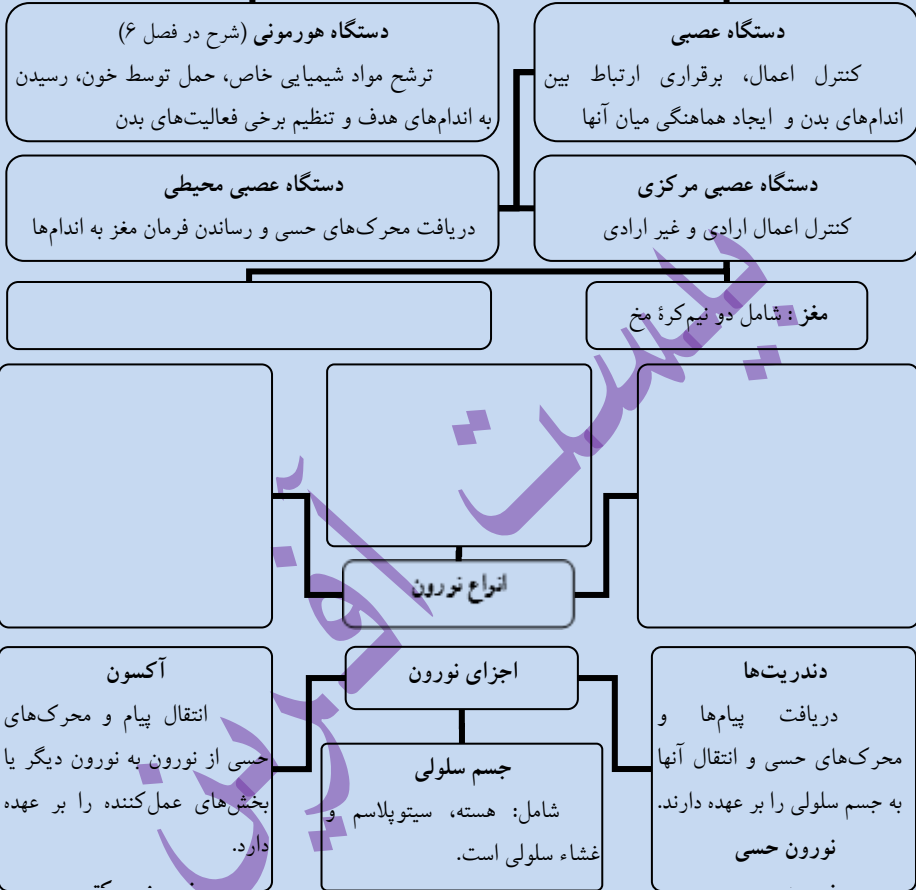 دستگاه عصبی
کنترل اعمال، برقراری ارتباط بین
اندام‌های بدن و ایجاد هماهنگی میان آنها
دستگاه هورمونی (شرح در فصل ۶)
ترشح مواد شیمیایی خاص، حمل توسط خون، رسیدن
به اندام‌های هدف و تنظیم برخی فعالیت‌های بدن
دستگاه عصبی مرکزی
کنترل اعمال ارادی و غیر ارادی
دستگاه عصبی محیطی
دریافت محرک‌های حسی و رساندن فرمان مغز به اندام‌ها
مغز : شامل دو نیم‌کرهٔ مخ
انواع نورون
اجزای نورون
دندریت‌ها
دریافت پیام‌ها و
محرک‌های حسی و انتقال آنها
به جسم سلولی را بر عهده دارند.
نورون حسی
جسم سلولی
شامل: هسته، سیتوپلاسم و
غشاء سلولی است.
آکسون
انتقال پیام و محرک‌های
حسی از نورون به نورون دیگر یا
بخش‌های عمل‌کننده را بر عهده
دارد.